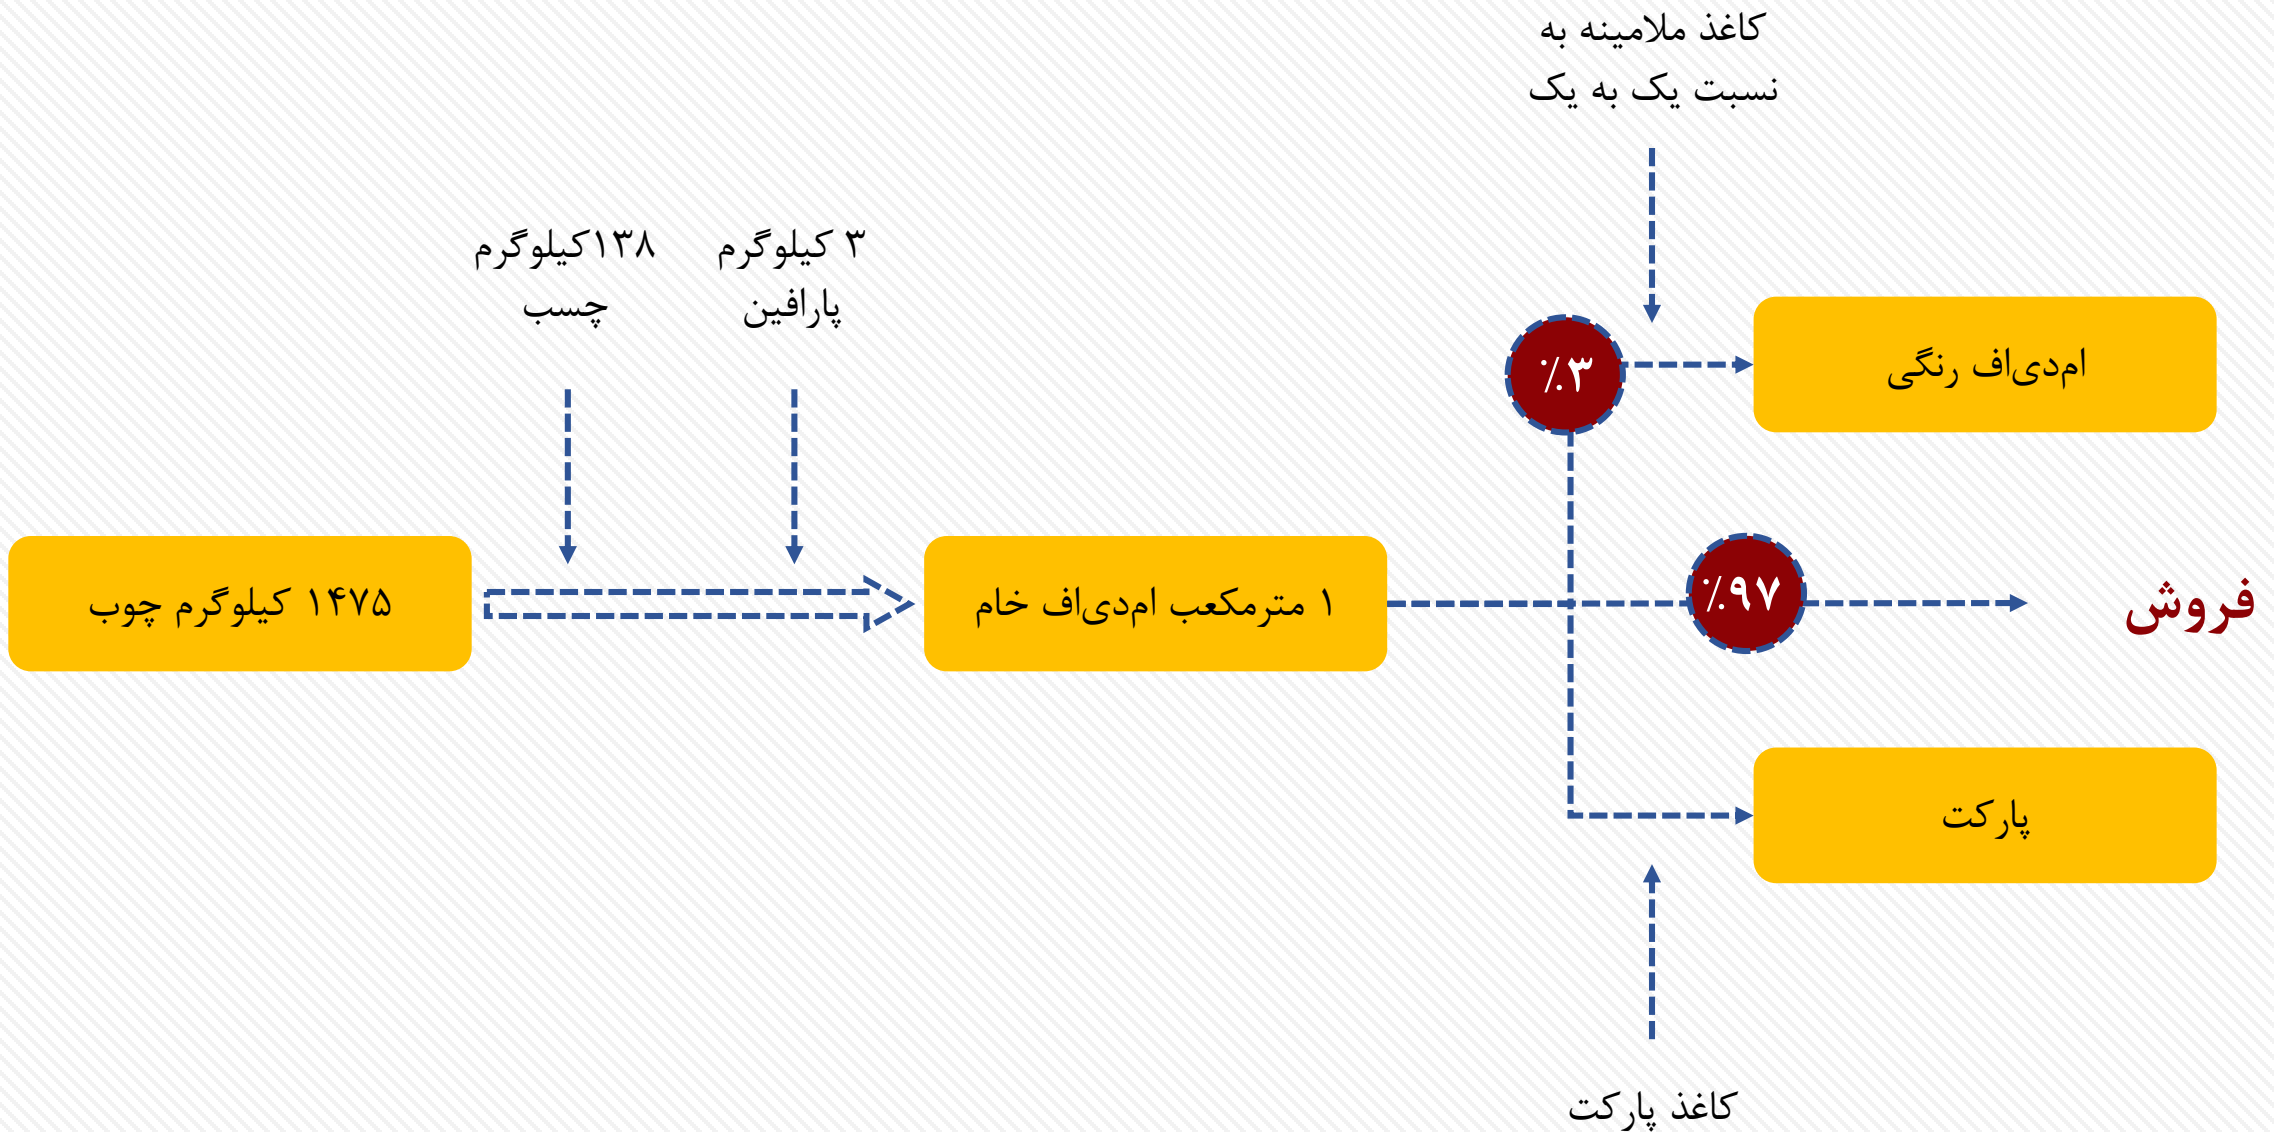 کاغذ ملامینه به
نسبت یک به یک
۱۳۸کیلوگرم
چسب
۳ کیلوگرم
پارافین
٪۳
ام‌دی‌اف رنگی
۱۴۷۵ کیلوگرم چوب
۱ مترمکعب ام‌دی‌اف خام
٪۹۷
فروش
پارکت
کاغذ پارکت